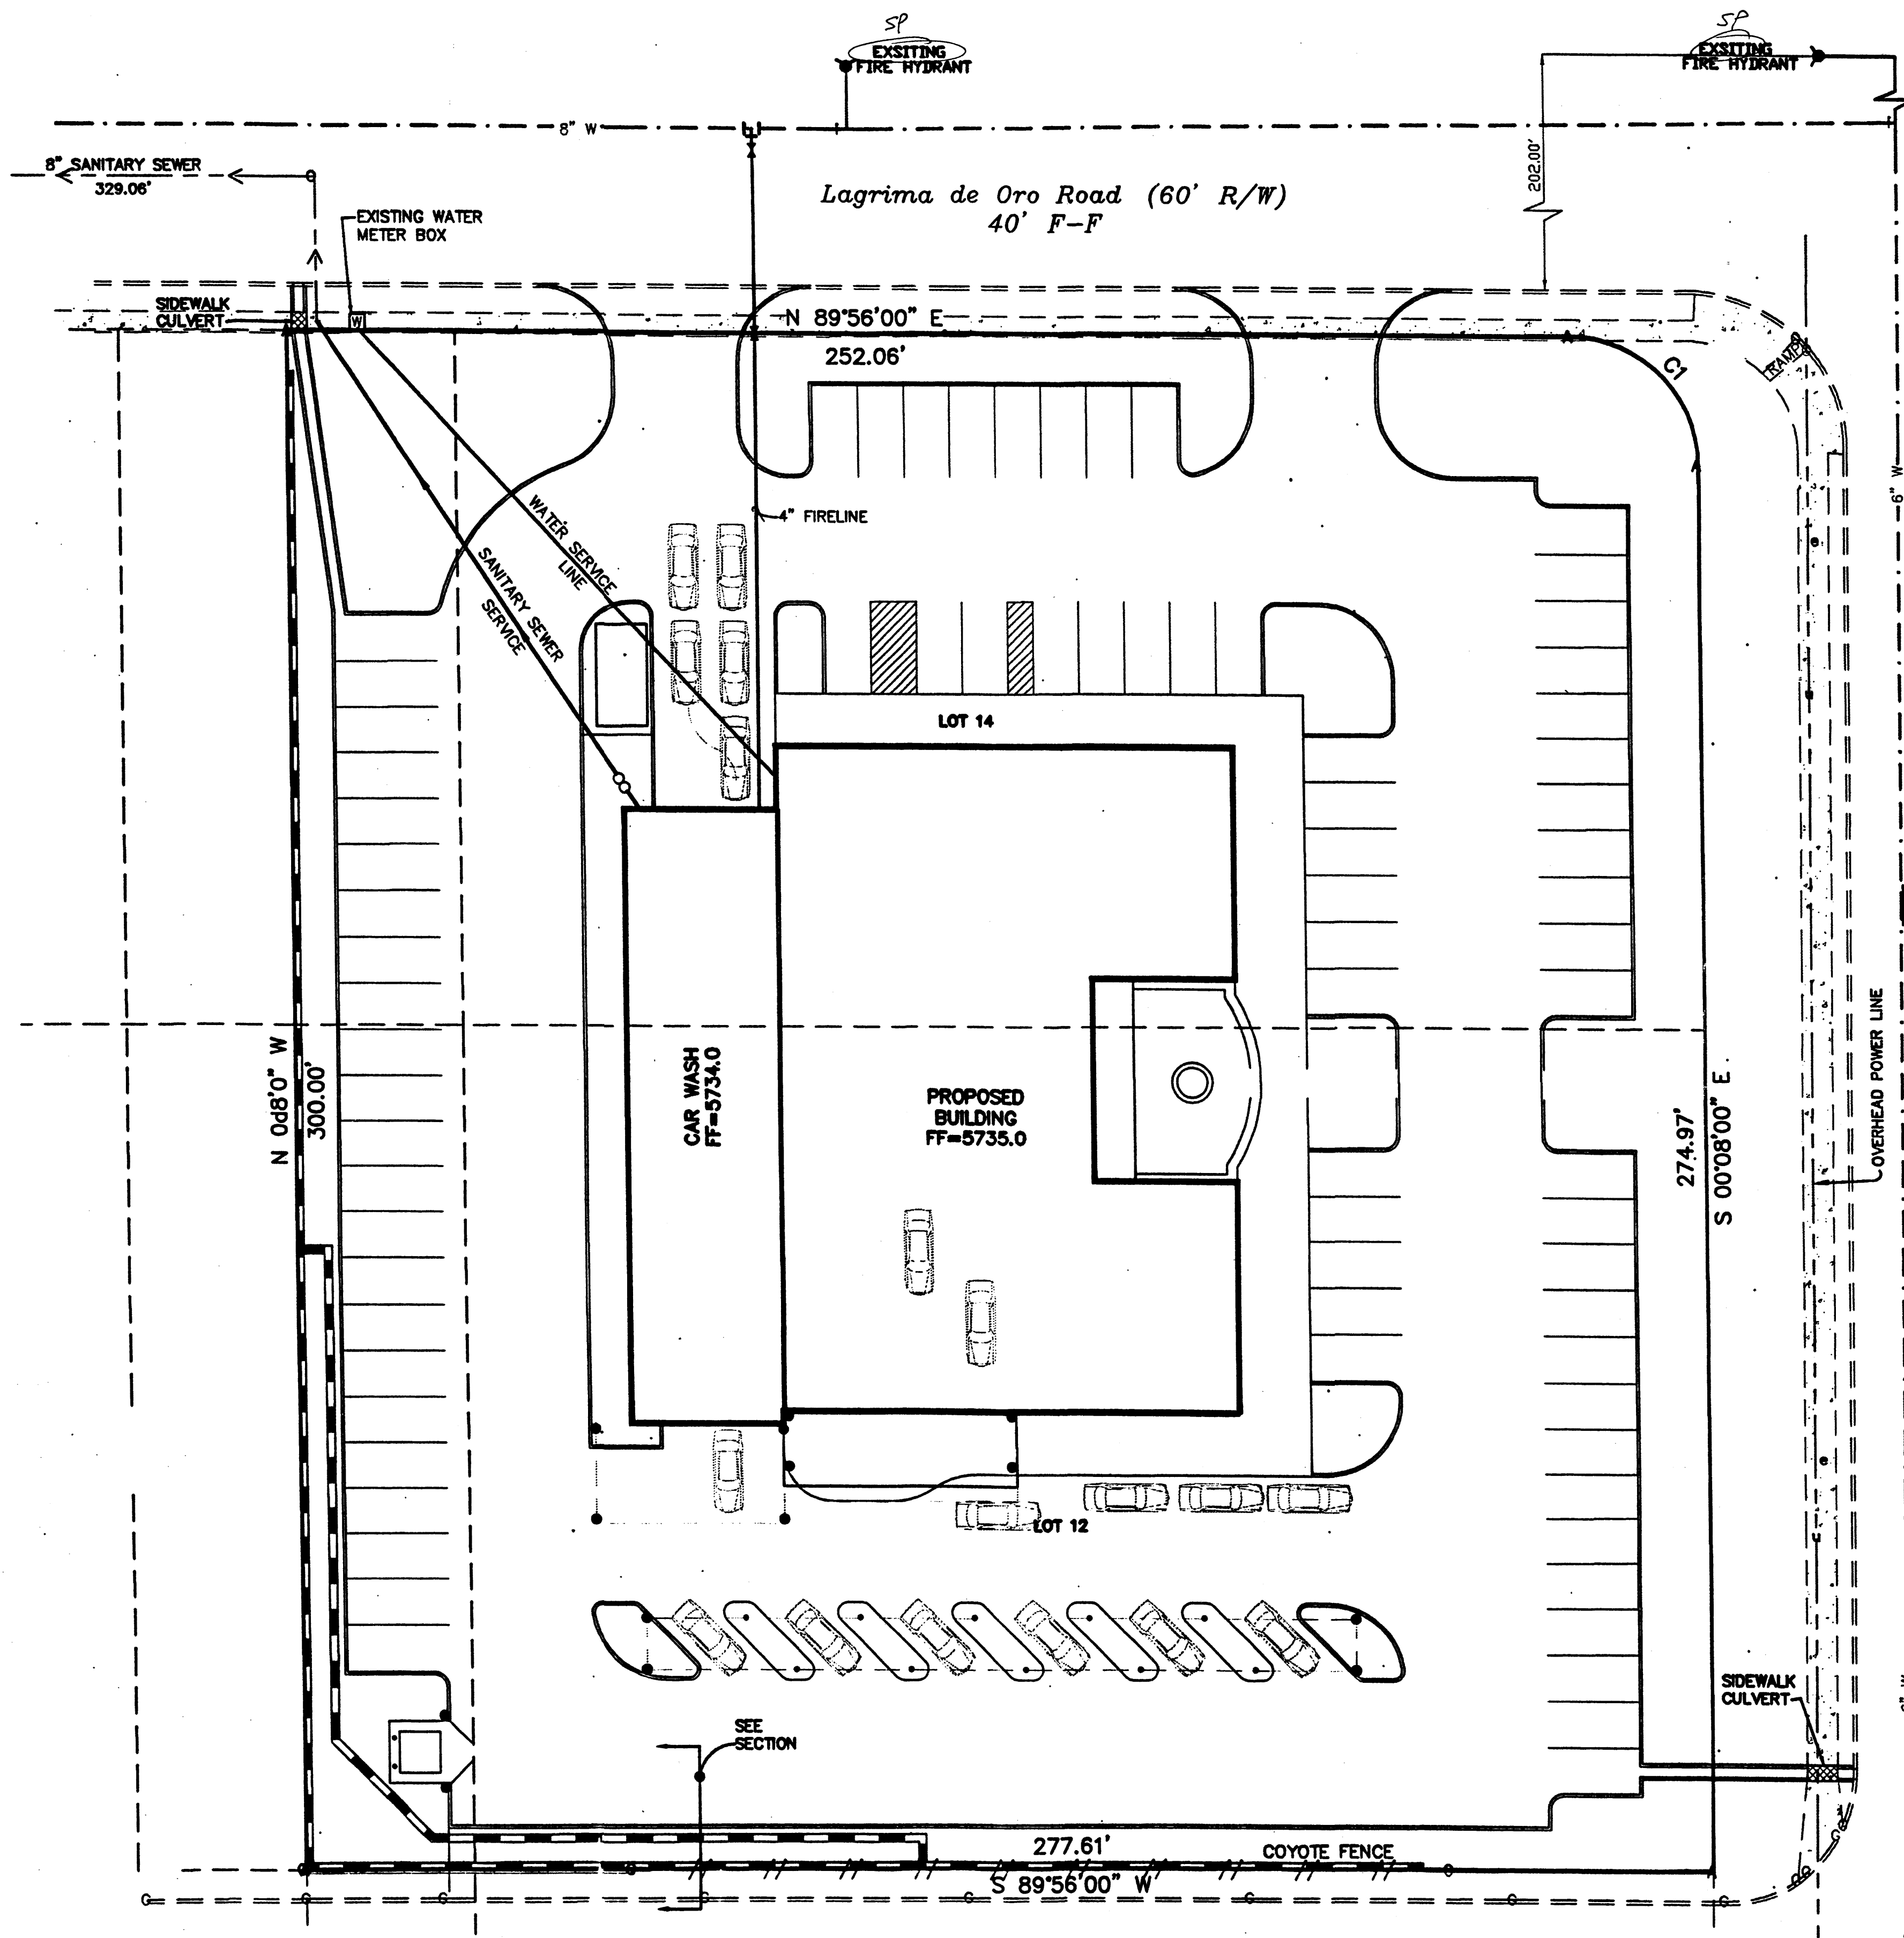 SP
EXSITING
FIRE HYDRANT
SP
EXSITING
FIRE HYDRANT
8" W
8" SANITARY SEWER
329.06'
202.00'
Lagrima de Oro Road (60' R/W)
40' F-F
EXISTING WATER
METER BOX
SIDEWALK
CULVERT
W
N 89°56'00" E
252.06'
C1
RAMP
6" W
4" FIRELINE
WATER SERVICE
LINE
SANITARY SEWER
SERVICE
LOT 14
N 0d8'0" W
300.00'
CAR WASH
FF=5734.0
PROPOSED
BUILDING
FF=5735.0
274.97'
S 00°08'00" E
OVERHEAD POWER LINE
LOT 12
SIDEWALK
CULVERT
SEE
SECTION
277.61'
COYOTE FENCE
S 89°56'00" W
G G G G G G G G